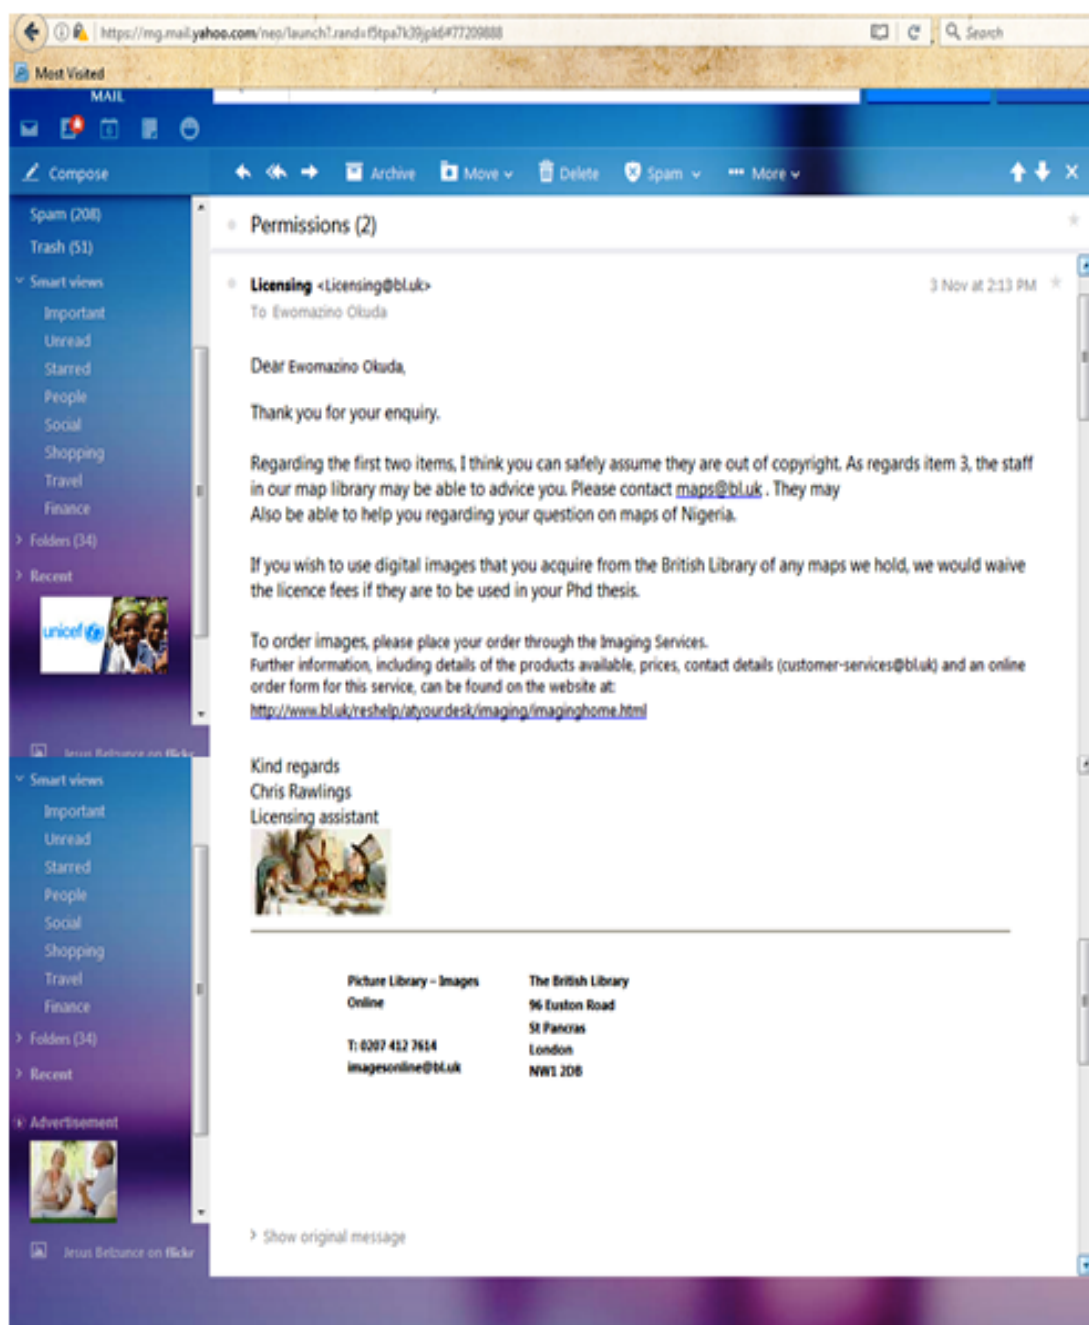 https://mg.mail.yahoo.com/neo/launch?.rand=f5tpa7k39jpk6#77209888
Search
Most Visited
MAIL
Compose
Archive
Move
Delete
Spam
More
Spam (208)
Trash (51)
Smart views
Important
Unread
Starred
People
Social
Shopping
Travel
Finance
Folders (34)
Recent
unicef
Jesus Belzunce on flickr
Smart views
Important
Unread
Starred
People
Social
Shopping
Travel
Finance
Folders (34)
Recent
Advertisement
Jesus Belzunce on flickr
Permissions (2)
Licensing <Licensing@bl.uk>
3 Nov at 2:13 PM
To Ewomazino Okuda
Dear Ewomazino Okuda,
Thank you for your enquiry.
Regarding the first two items, I think you can safely assume they are out of copyright. As regards item 3, the staff
in our map library may be able to advice you. Please contact maps@bl.uk . They may
Also be able to help you regarding your question on maps of Nigeria.
If you wish to use digital images that you acquire from the British Library of any maps we hold, we would waive
the licence fees if they are to be used in your Phd thesis.
To order images, please place your order through the Imaging Services.
Further information, including details of the products available, prices, contact details (customer-services@bl.uk) and an online
order form for this service, can be found on the website at:
http://www.bl.uk/reshelp/atyourdesk/imaging/imaginghome.html
Kind regards
Chris Rawlings
Licensing assistant
Picture Library – Images
Online
T: 0207 412 7614
imagesonline@bl.uk
The British Library
96 Euston Road
St Pancras
London
NW1 2DB
Show original message